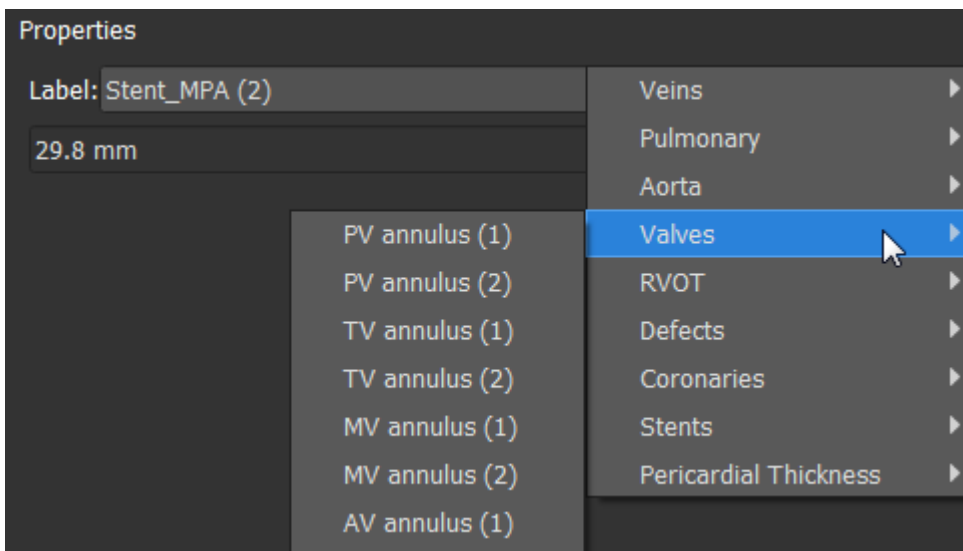 Properties
Label: Stent_MPA (2)
29.8 mm
Veins
Pulmonary
Aorta
Valves
RVOT
Defects
Coronaries
Stents
Pericardial Thickness
PV annulus (1)
PV annulus (2)
TV annulus (1)
TV annulus (2)
MV annulus (1)
MV annulus (2)
AV annulus (1)